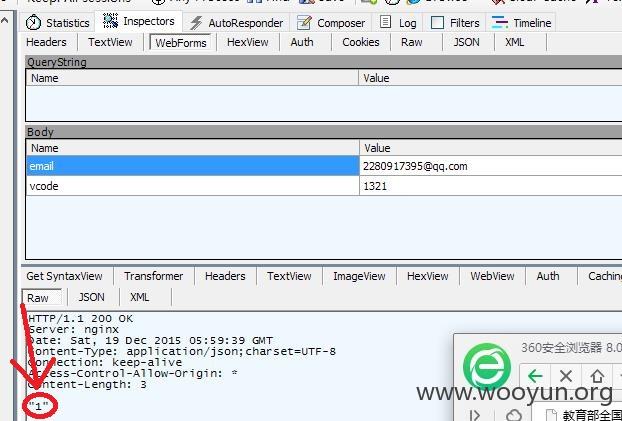 Statistics Inspectors AutoResponder Composer Log Filters Timeline
Headers TextView WebForms HexView Auth Cookies Raw JSON XML
QueryString
Name Value
Body
Name Value
email 2280917395@qq.com
vcode 1321
Get SyntaxView Transformer Headers TextView ImageView HexView WebView Auth Caching
Raw JSON XML
HTTP/1.1 200 OK
Server: nginx
Date: Sat, 19 Dec 2015 05:59:39 GMT
Content-Type: application/json;charset=UTF-8
Connection: keep-alive
Access-Control-Allow-Origin: *
Content-Length: 3
"1"
360安全浏览器 8.0
www.wooyun.org
教育部全国